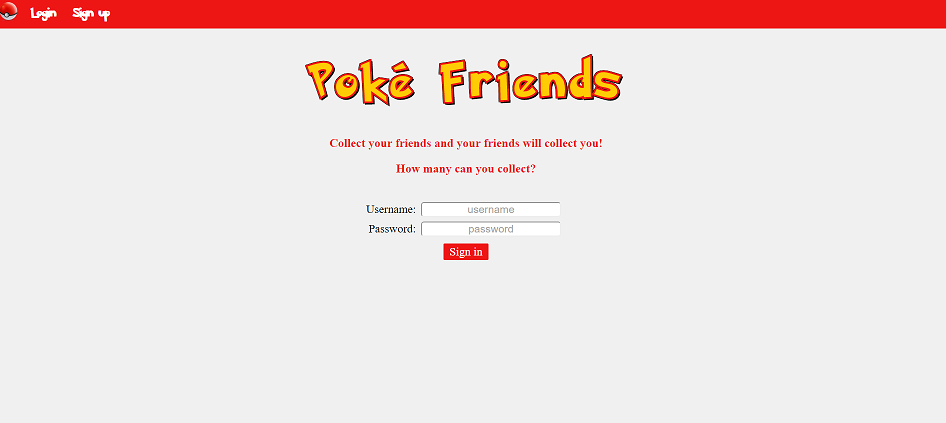 Login Sign up
Poké Friends
Collect your friends and your friends will collect you!
How many can you collect?
Username: username
Password: password
Sign in